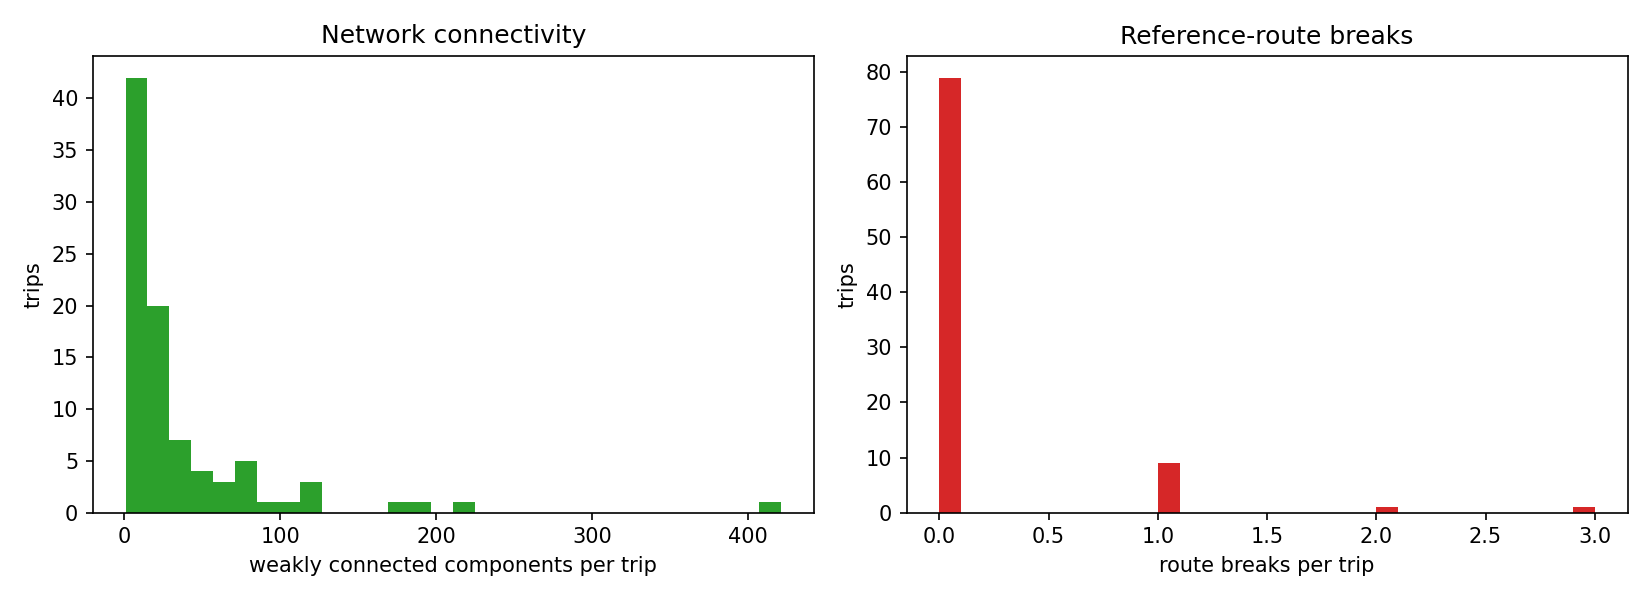 Network connectivity
40
35
30
25
20
15
10
5
0
trips
0 100 200 300 400
weakly connected components per trip
Reference-route breaks
80
70
60
50
40
30
20
10
0
trips
0.0 0.5 1.0 1.5 2.0 2.5 3.0
route breaks per trip